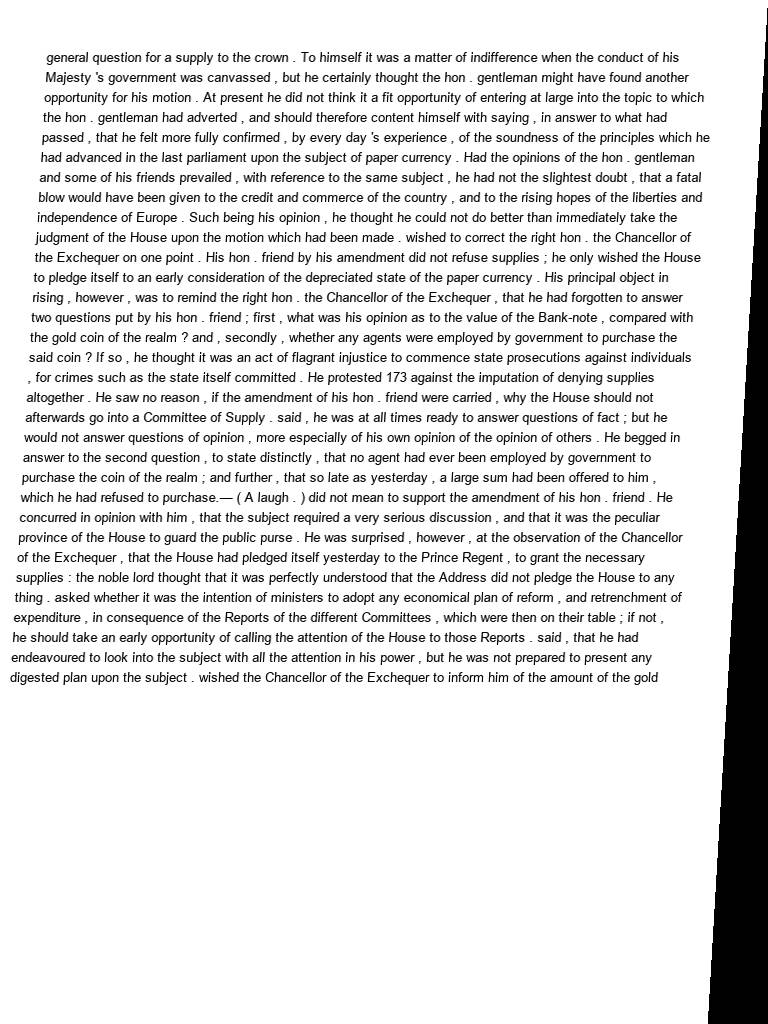 general question for a supply to the crown . To himself it was a matter of indifference when the conduct of his
Majesty 's government was canvassed , but he certainly thought the hon . gentleman might have found another
opportunity for his motion . At present he did not think it a fit opportunity of entering at large into the topic to which
the hon . gentleman had adverted , and should therefore content himself with saying , in answer to what had
passed , that he felt more fully confirmed , by every day 's experience , of the soundness of the principles which he
had advanced in the last parliament upon the subject of paper currency . Had the opinions of the hon . gentleman
and some of his friends prevailed , with reference to the same subject , he had not the slightest doubt , that a fatal
blow would have been given to the credit and commerce of the country , and to the rising hopes of the liberties and
independence of Europe . Such being his opinion , he thought he could not do better than immediately take the
judgment of the House upon the motion which had been made . wished to correct the right hon . the Chancellor of
the Exchequer on one point . His hon . friend by his amendment did not refuse supplies ; he only wished the House
to pledge itself to an early consideration of the depreciated state of the paper currency . His principal object in
rising , however , was to remind the right hon . the Chancellor of the Exchequer , that he had forgotten to answer
two questions put by his hon . friend ; first , what was his opinion as to the value of the Bank-note , compared with
the gold coin of the realm ? and , secondly , whether any agents were employed by government to purchase the
said coin ? If so , he thought it was an act of flagrant injustice to commence state prosecutions against individuals
, for crimes such as the state itself committed . He protested 173 against the imputation of denying supplies
altogether . He saw no reason , if the amendment of his hon . friend were carried , why the House should not
afterwards go into a Committee of Supply . said , he was at all times ready to answer questions of fact ; but he
would not answer questions of opinion , more especially of his own opinion of the opinion of others . He begged in
answer to the second question , to state distinctly , that no agent had ever been employed by government to
purchase the coin of the realm ; and further , that so late as yesterday , a large sum had been offered to him ,
which he had refused to purchase.— ( A laugh . ) did not mean to support the amendment of his hon . friend . He
concurred in opinion with him , that the subject required a very serious discussion , and that it was the peculiar
province of the House to guard the public purse . He was surprised , however , at the observation of the Chancellor
of the Exchequer , that the House had pledged itself yesterday to the Prince Regent , to grant the necessary
supplies : the noble lord thought that it was perfectly understood that the Address did not pledge the House to any
thing . asked whether it was the intention of ministers to adopt any economical plan of reform , and retrenchment of
expenditure , in consequence of the Reports of the different Committees , which were then on their table ; if not ,
he should take an early opportunity of calling the attention of the House to those Reports . said , that he had
endeavoured to look into the subject with all the attention in his power , but he was not prepared to present any
digested plan upon the subject . wished the Chancellor of the Exchequer to inform him of the amount of the gold